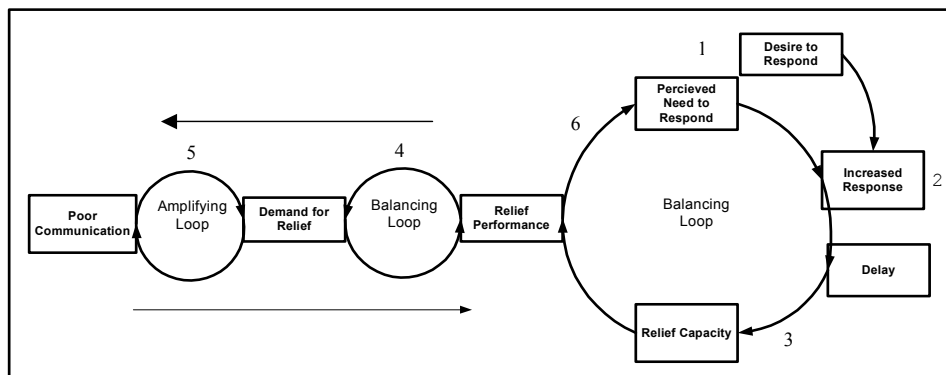 1
Desire to
Respond
Percieved
Need to
Respond
6
5
4
Increased
Response
2
Poor
Communication
Amplifying
Loop
Demand for
Relief
Balancing
Loop
Relief
Performance
Balancing
Loop
Delay
Relief Capacity
3